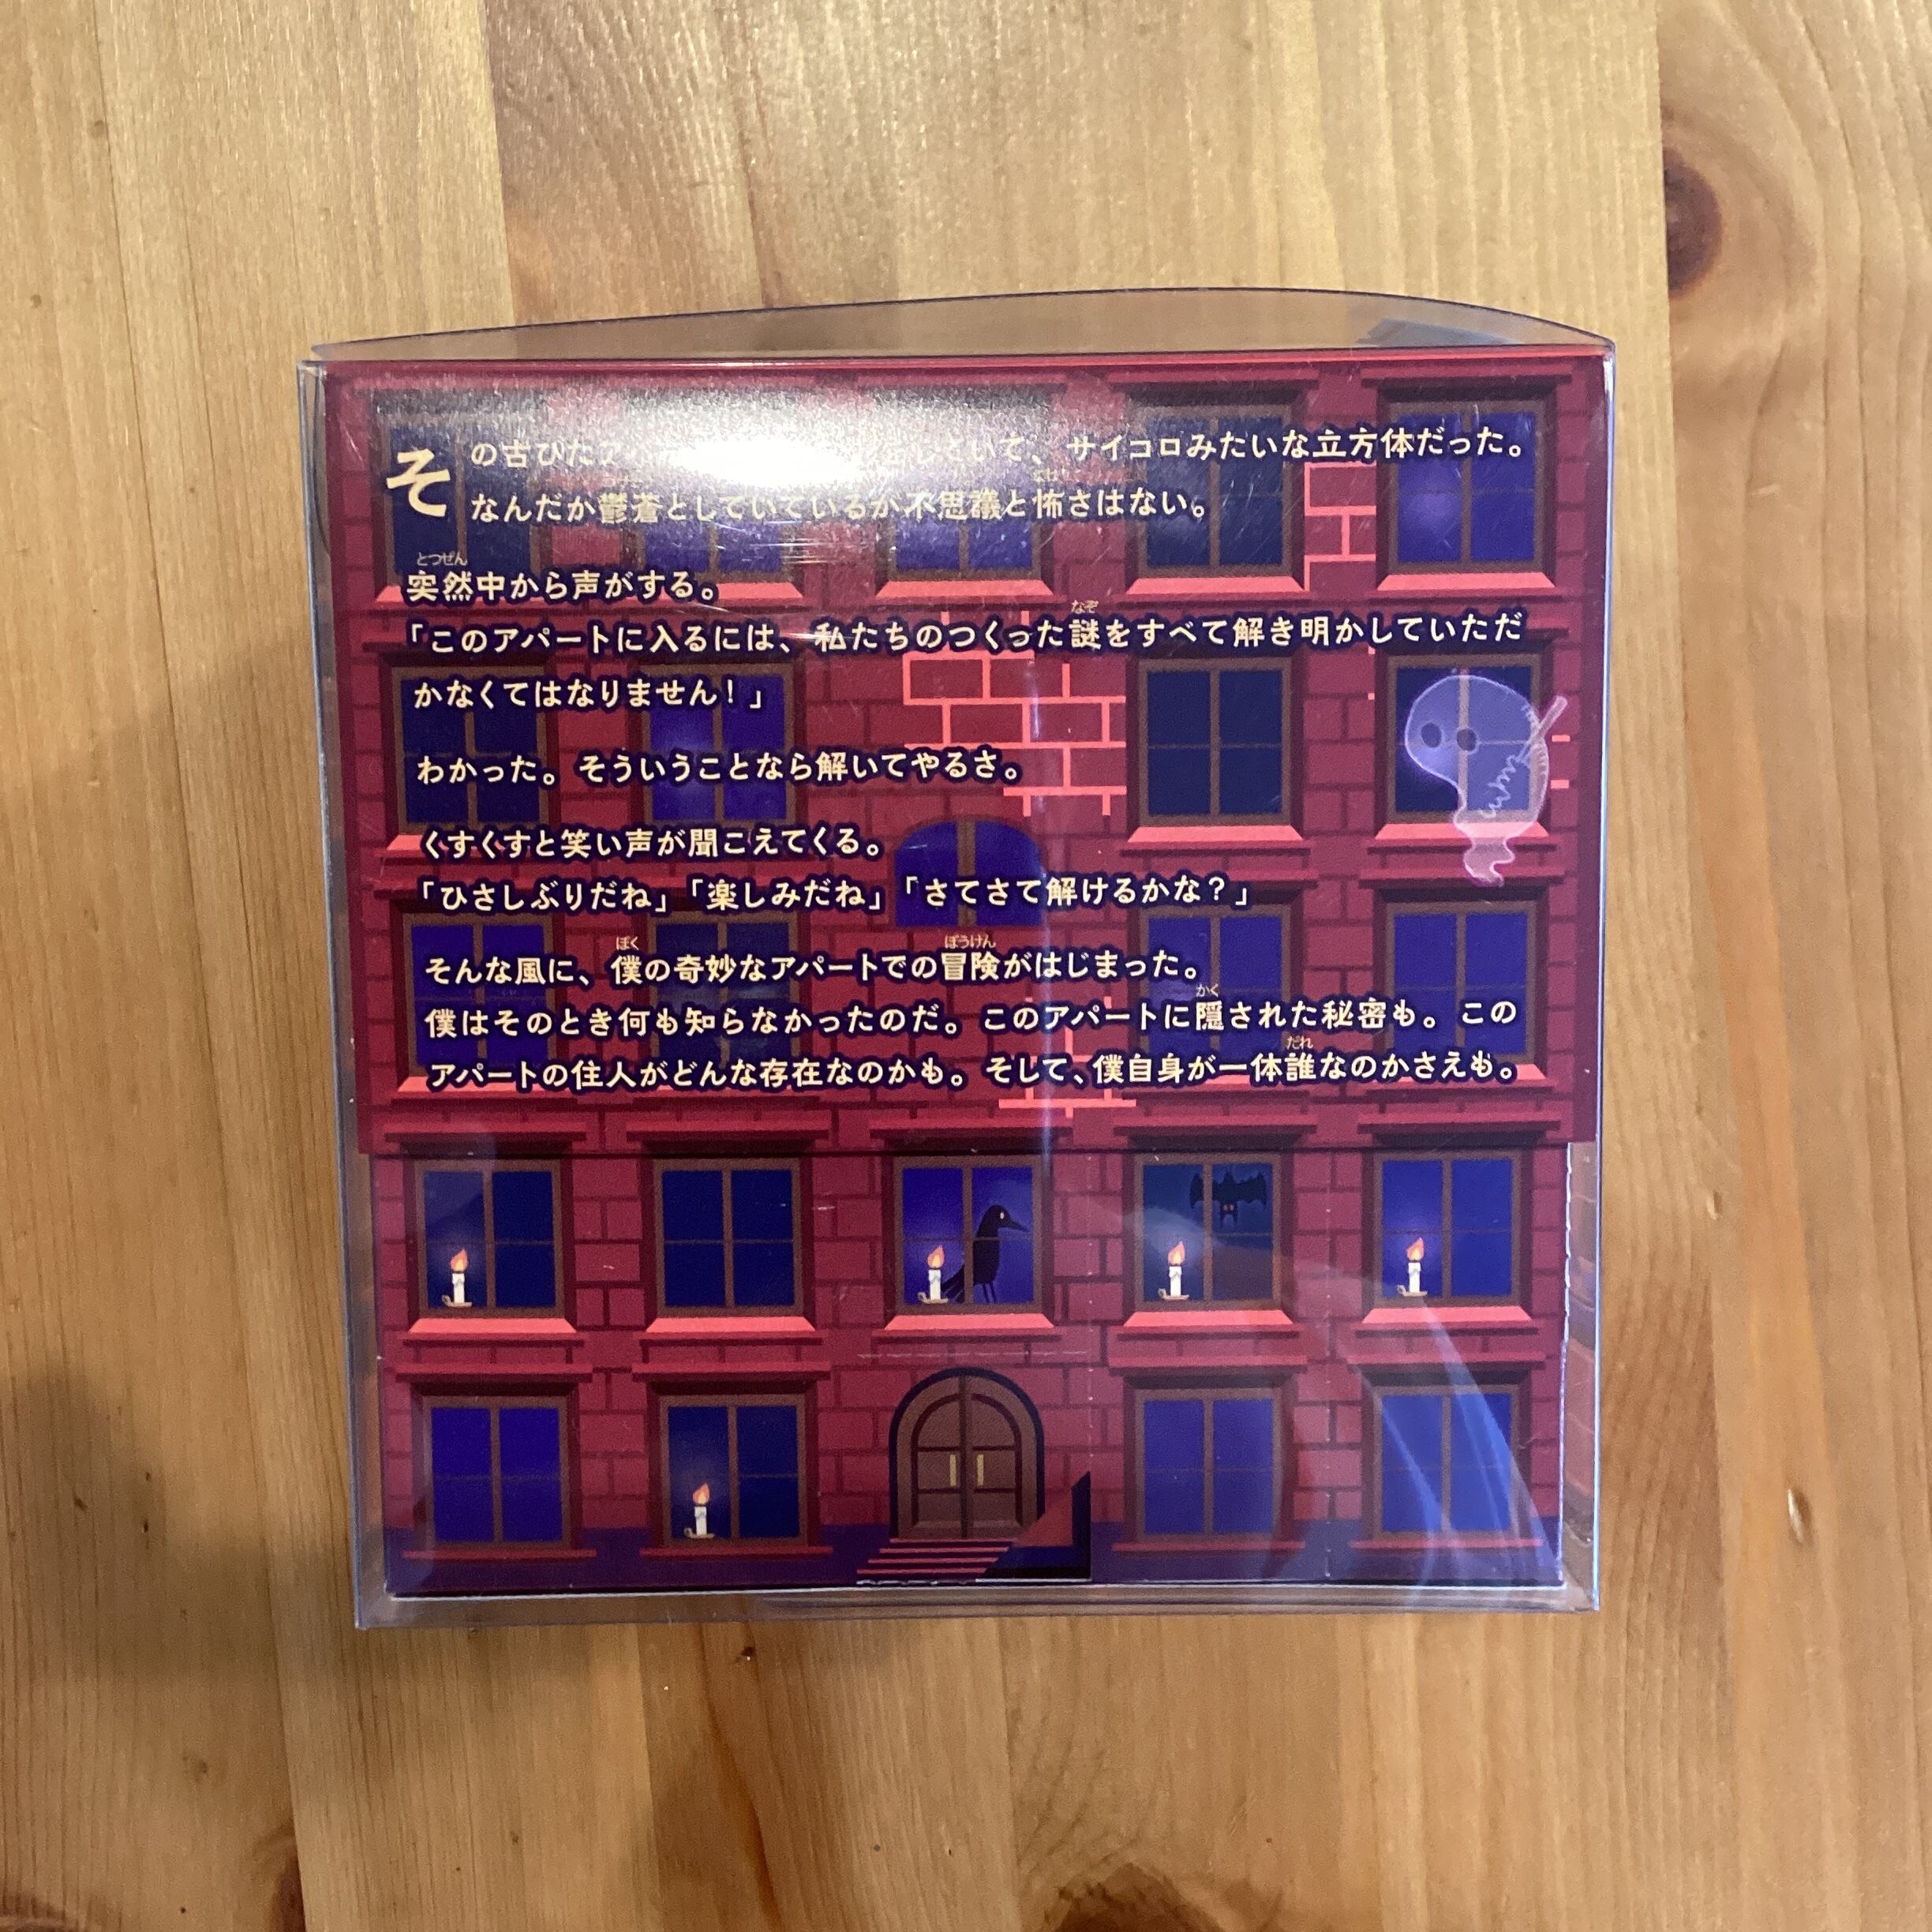 その古びた
、サイコロみたいな立方体だった。
なんだか鬱蒼としていているが不思議と怖さはない。
とつぜん
突然中から声がする。
なぞ
「このアパートに入るには、私たちのつくった謎をすべて解き明かしていただ
かなくてはなりません！」
わかった。そういうことなら解いてやるさ。
くすくすと笑い声が聞こえてくる。
「ひさしぶりだね」「楽しみだね」「さてさて解けるかな？」
ぼく ぼうけん
そんな風に、僕の奇妙なアパートでの冒険がはじまった。
かく
僕はそのとき何も知らなかったのだ。このアパートに隠された秘密も。この
だれ
アパートの住人がどんな存在なのかも。そして、僕自身が一体誰なのかさえも。